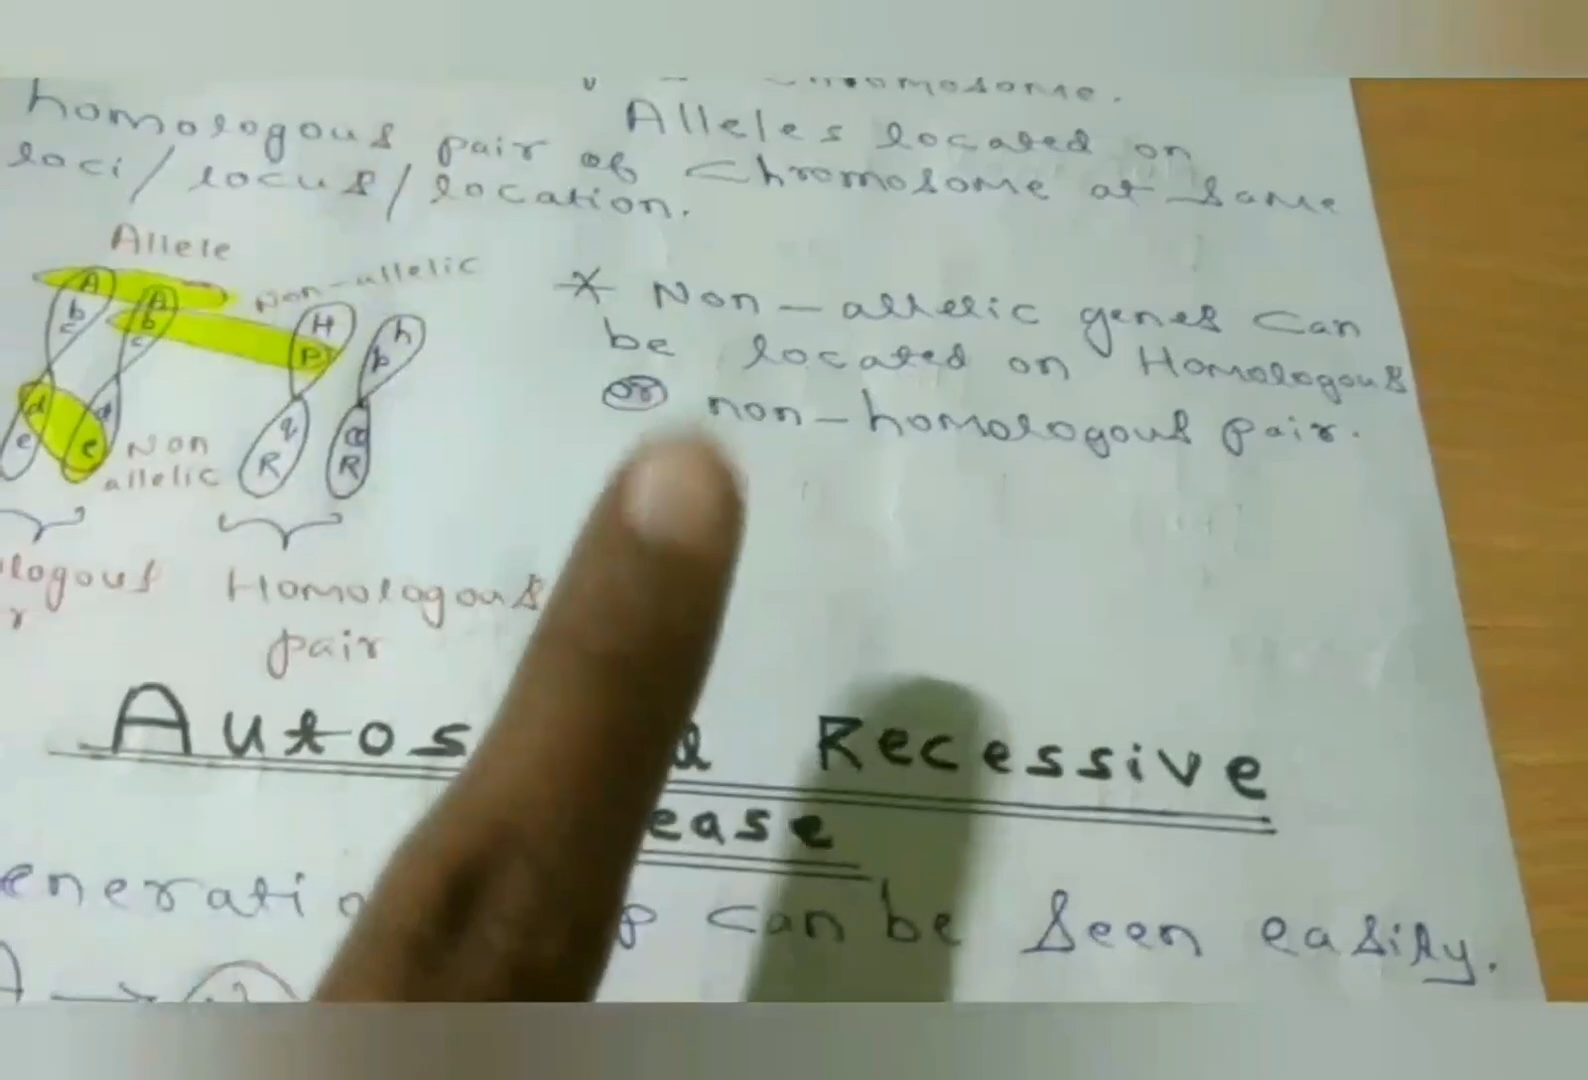 Alleles located on
homologous pair of Chromosome at same
loci/locus/location.
Allele
Non-allelic
A
b
c
A
b
c
d
e
d
e
H
P
q
R
h
R
Non
allelic
* Non-allelic genes can
be located on Homologous
or non-homologous pair.
Homologous
pair
Recessive
can be seen easily.